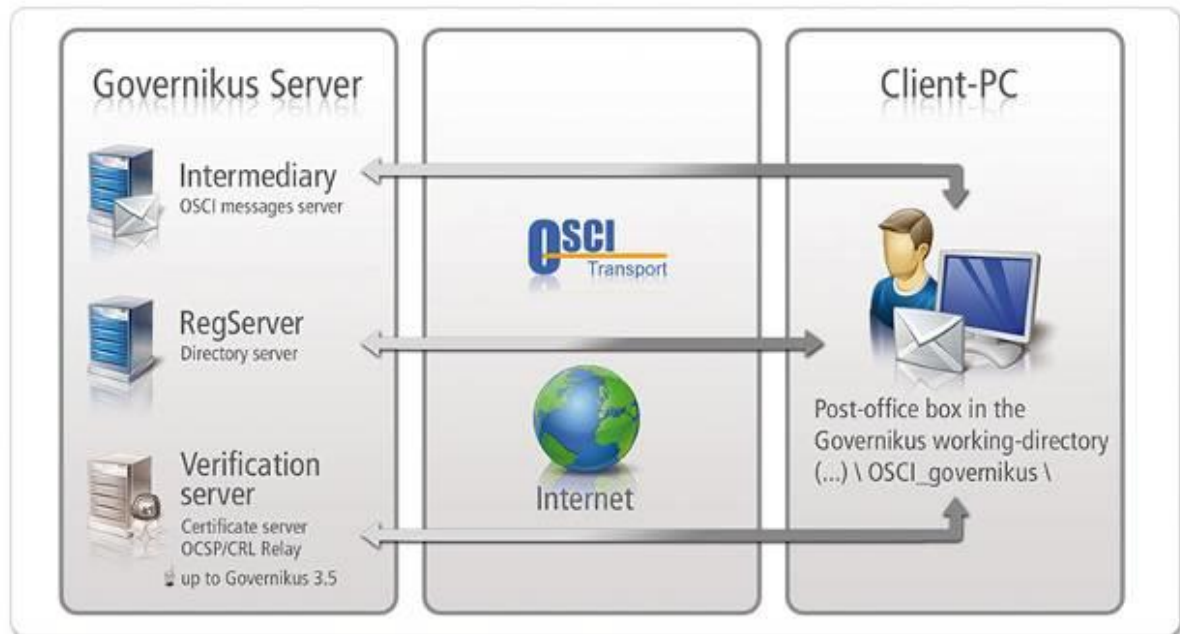 Governikus Server
Intermediary
OSCI messages server
RegServer
Directory server
Verification
server
Certificate server
OCSP/CRL Relay
up to Governikus 3.5
OSCI
Transport
Internet
Client-PC
Post-office box in the
Governikus working-directory
(...) \ OSCI_governikus \